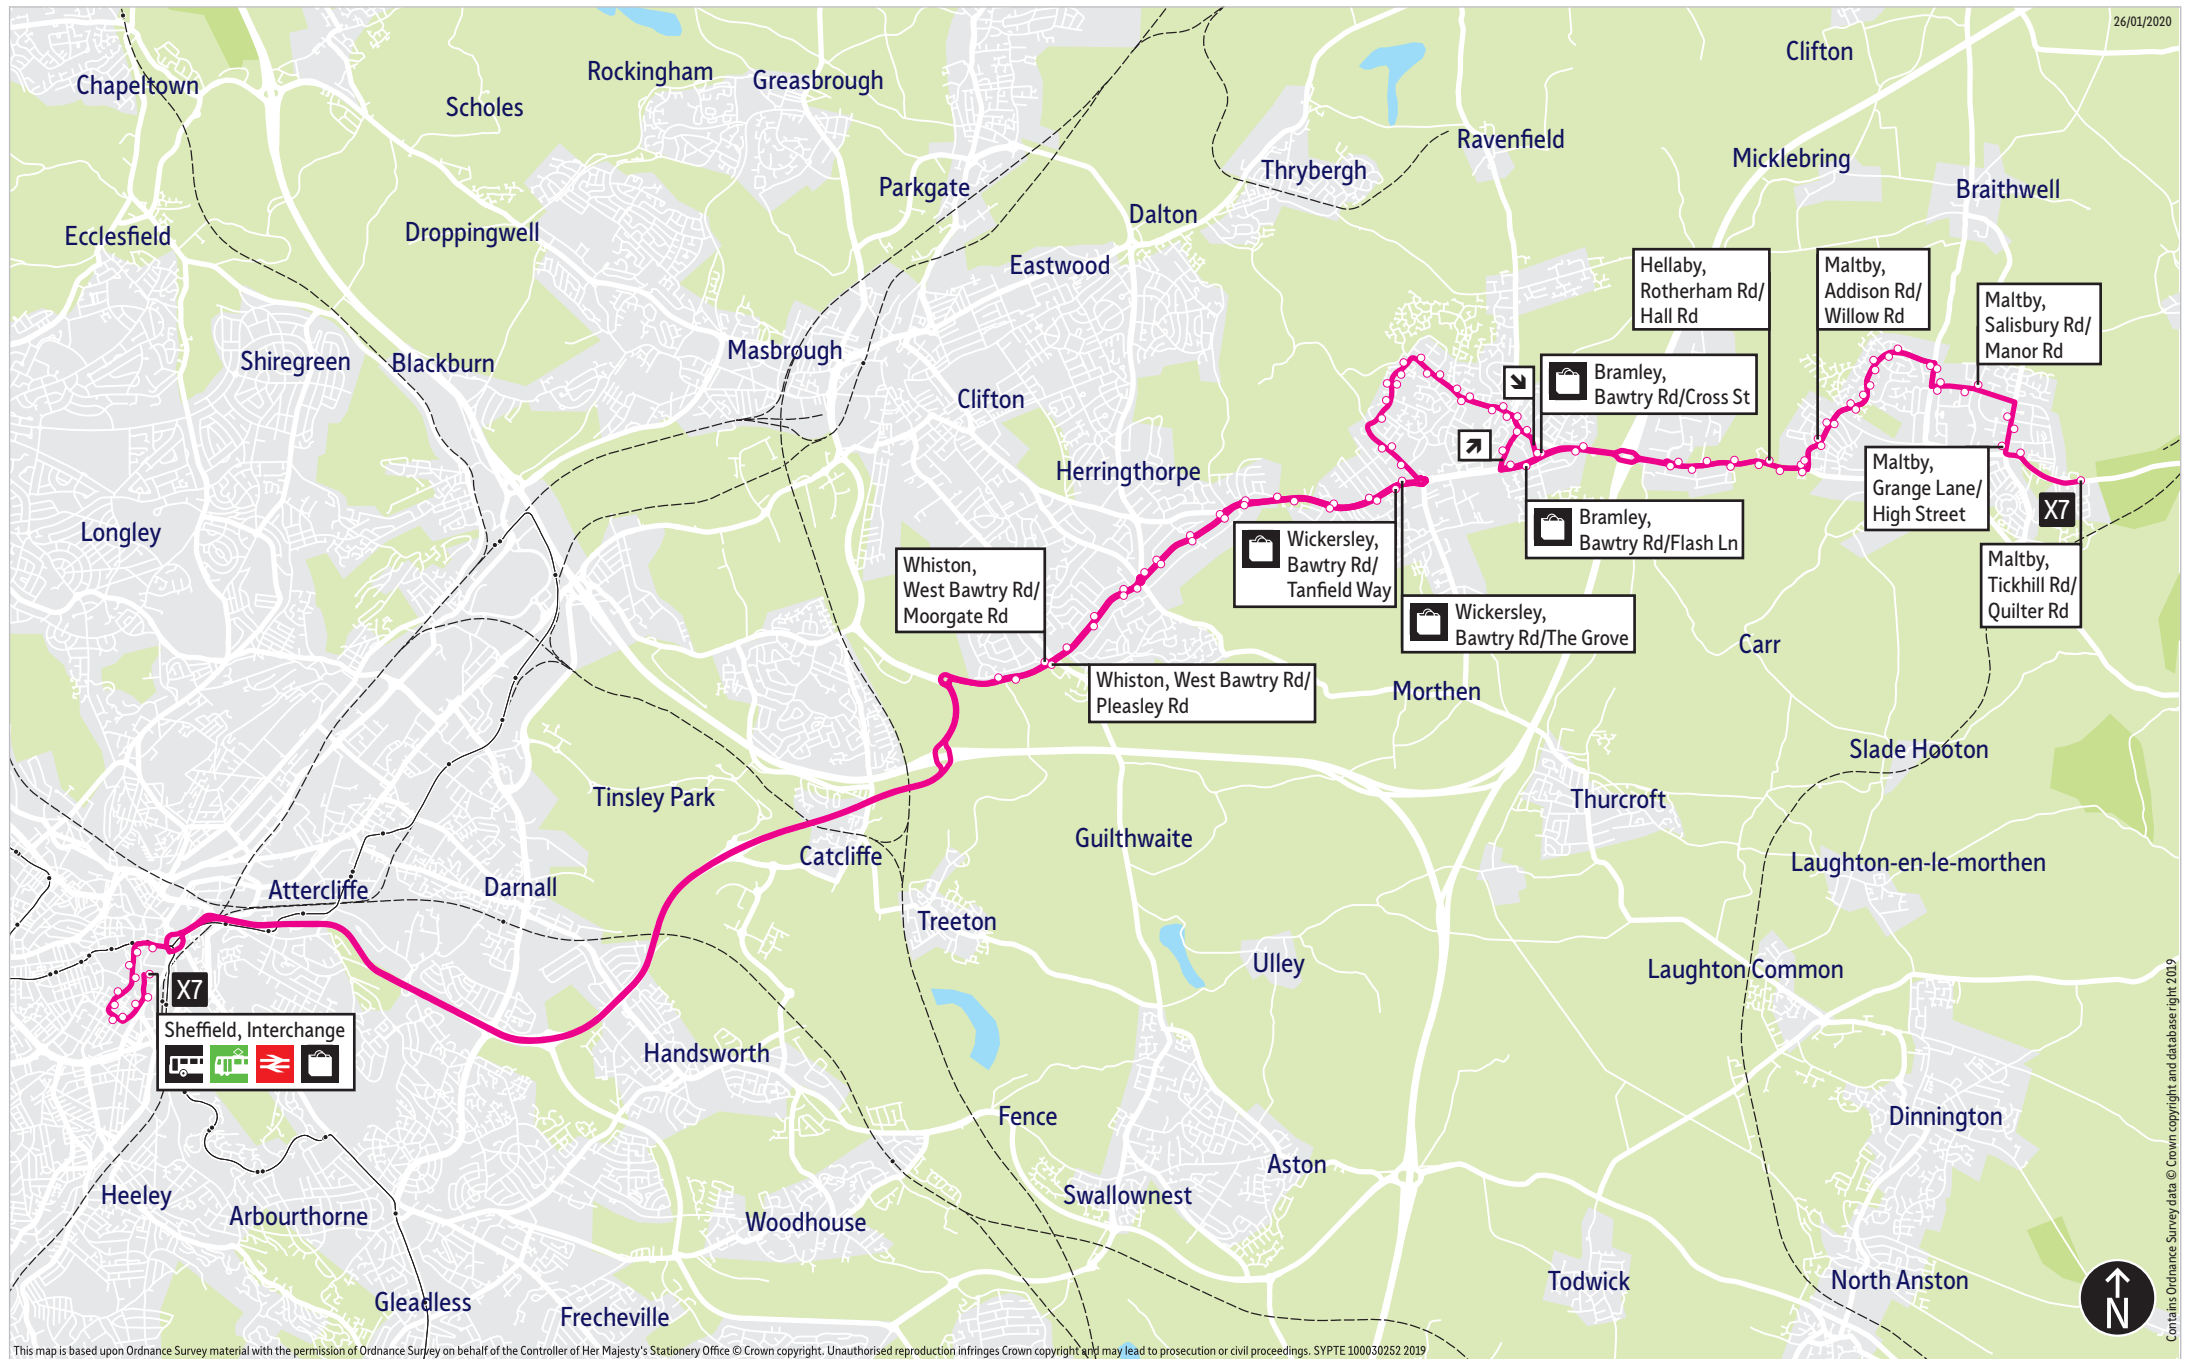 26/01/2020
Clifton
Chapeltown
Rockingham
Greasbrough
Scholes
Ravenfield
Micklebring
Thrybergh
Parkgate
Braithwell
Dalton
Ecclesfield
Droppingwell
Eastwood
Hellaby,
Rotherham Rd/
Hall Rd
Maltby,
Addison Rd/
Willow Rd
Maltby,
Salisbury Rd/
Manor Rd
Shiregreen
Blackburn
Masbrough
Clifton
Bramley,
Bawtry Rd/Cross St
Herringthorpe
Longley
Maltby,
Grange Lane/
High Street
X7
Bramley,
Bawtry Rd/Flash Ln
Wickersley,
Bawtry Rd/
Tanfield Way
Whiston,
West Bawtry Rd/
Moorgate Rd
Maltby,
Tickhill Rd/
Quilter Rd
Wickersley,
Bawtry Rd/The Grove
Carr
Whiston, West Bawtry Rd/
Pleasley Rd
Morthen
Slade Hooton
Tinsley Park
Thurcroft
Guilthwaite
Catcliffe
Laughton-en-le-morthen
Attercliffe
Darnall
Treeton
Ulley
Laughton Common
X7
Sheffield, Interchange
Handsworth
Fence
Dinnington
Aston
Heeley
Arbourthorne
Swallownest
Woodhouse
Todwick
North Anston
Gleadless
Frecheville
N
Contains Ordnance Survey data © Crown copyright and database right 2019
This map is based upon Ordnance Survey material with the permission of Ordnance Survey on behalf of the Controller of Her Majesty's Stationery Office © Crown copyright. Unauthorised reproduction infringes Crown copyright and may lead to prosecution or civil proceedings. SYPTE 100030252 2019